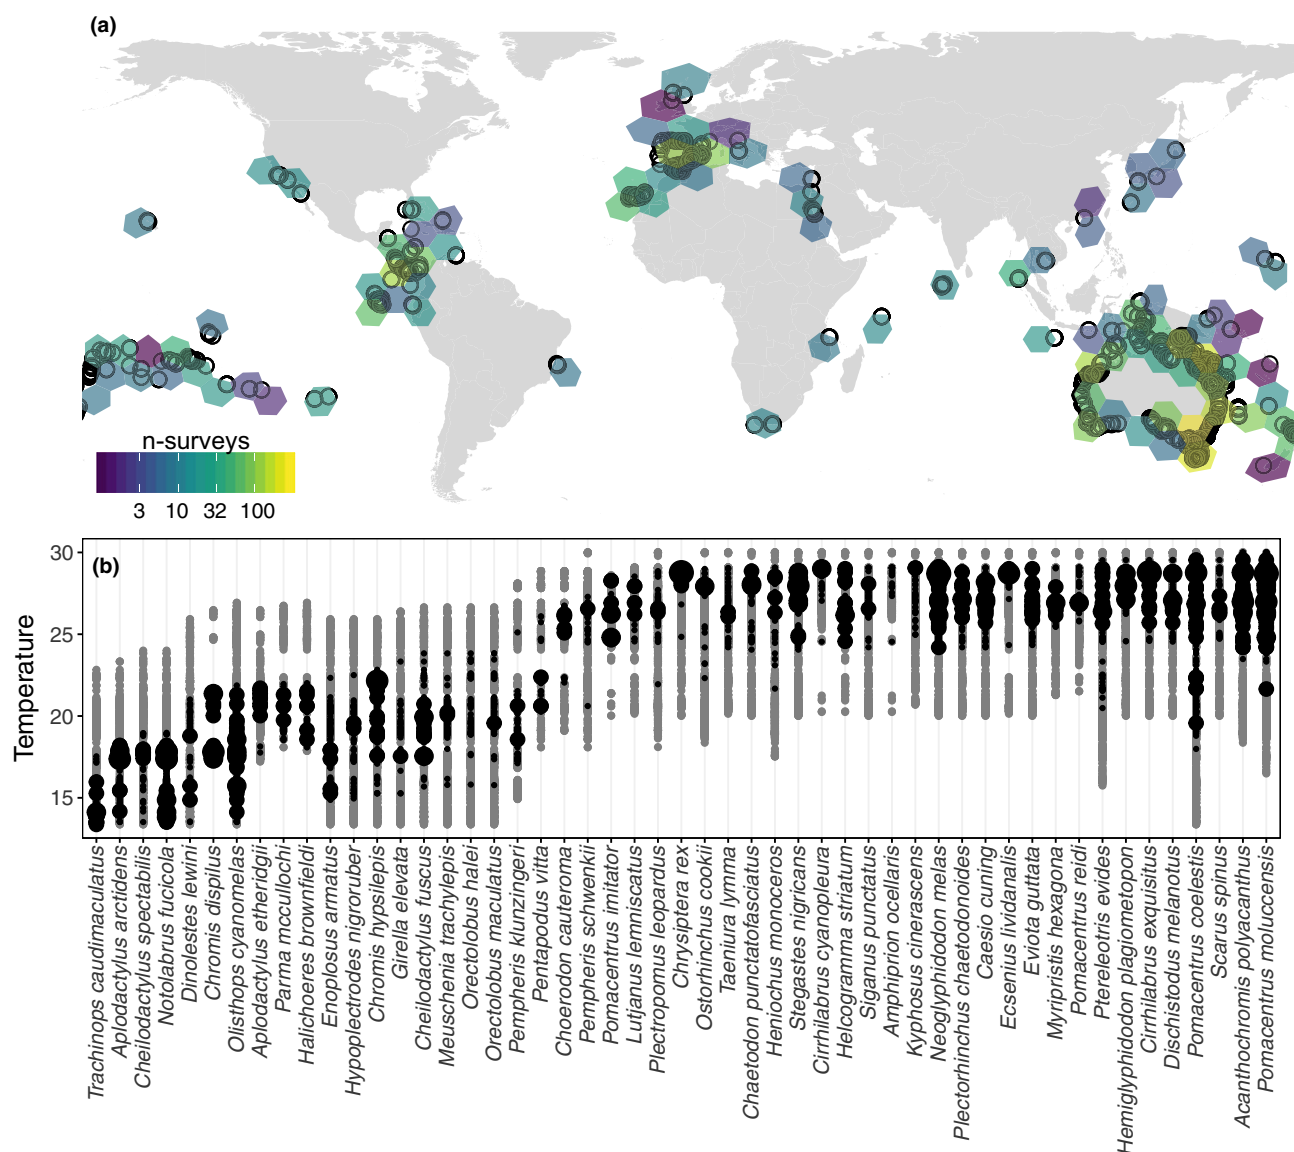 (a)
n-surveys
3 10 32 100
(b)
Temperature
30
25
20
15
Trachinops caudimaculatus
Aplodactylus arctidens
Cheilodactylus spectabilis
Notolabrus fucicola
Dinolestes lewini
Chromis dispilus
Olisthops cyanomelas
Aplodactylus etheridgii
Parma mccullochi
Halichoeres brownfieldi
Enoplosus armatus
Hypoplectrodes nigroruber
Chromis hypsilepis
Girella elevata
Cheilodactylus fuscus
Meuschenia trachylepis
Orectolobus halei
Orectolobus maculatus
Pempheris klunzingeri
Pentapodus vitta
Choerodon cauteroma
Pempheris schwenkii
Pomacentrus imitator
Lutjanus lemniscatus
Plectropomus leopardus
Chrysiptera rex
Ostorhinchus cookii
Taeniura lymma
Chaetodon punctatofasciatus
Heniochus monoceros
Stegastes nigricans
Cirrhilabrus cyanopleura
Helcogramma striatum
Siganus punctatus
Amphiprion ocellaris
Kyphosus cinerascens
Neoglyphidodon melas
Plectorhinchus chaetodonoides
Caesio cuning
Ecsenius lividanalis
Eviota guttata
Myripristis hexagona
Pomacentrus reidi
Ptereleotris evides
Hemiglyphidodon plagiometopon
Cirrhilabrus exquisitus
Dischistodus melanotus
Pomacentrus coelestis
Scarus spinus
Acanthochromis polyacanthus
Pomacentrus moluccensis